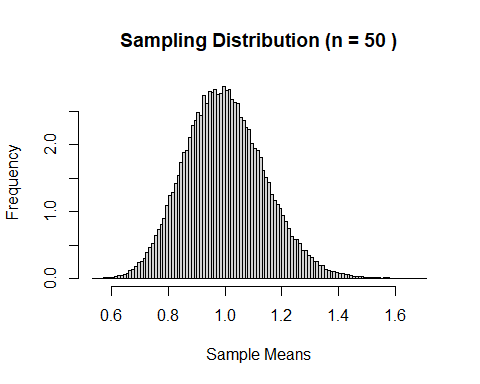 Sampling Distribution (n = 50 )
Frequency
2.0
1.0
0.0
0.6 0.8 1.0 1.2 1.4 1.6
Sample Means